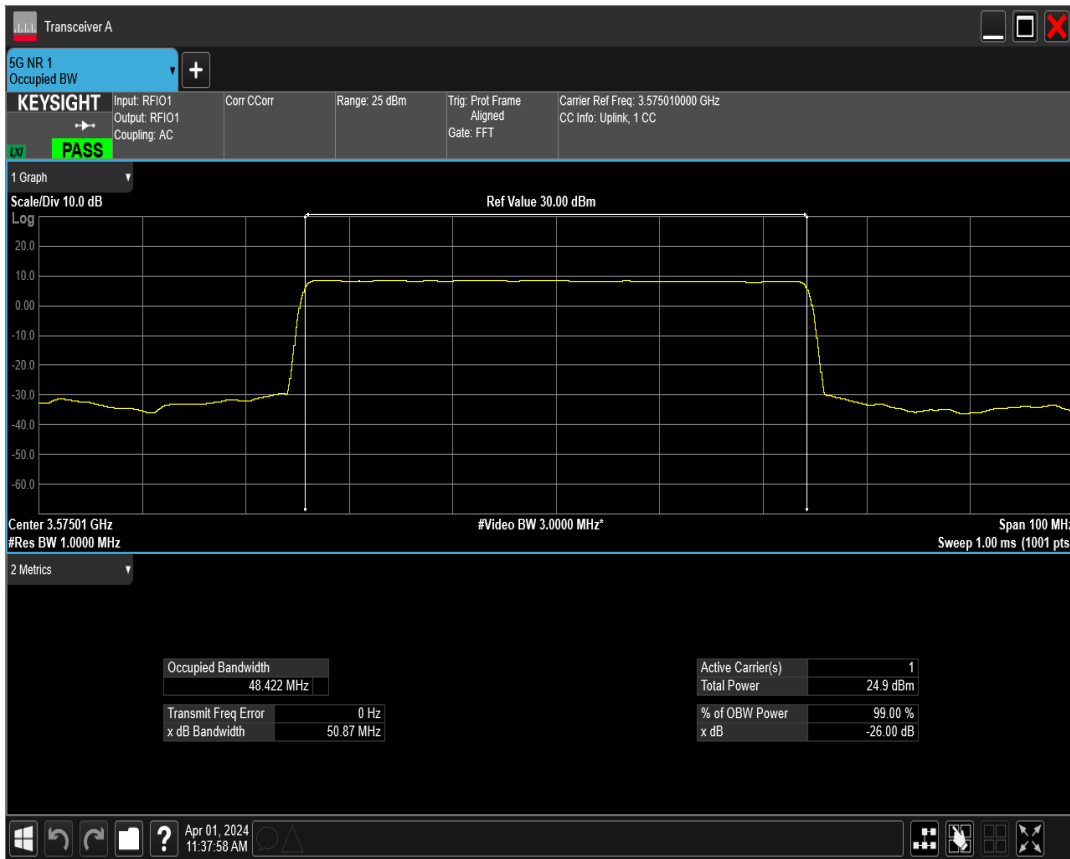 Transceiver A
5G NR 1
Occupied BW
+
KEYSIGHT
LXI
PASS
Input: RFIO1
Output: RFIO1
Coupling: AC
Corr CCorr
Range: 25 dBm
Trig: Prot Frame
Aligned
Gate: FFT
Carrier Ref Freq: 3.575010000 GHz
CC Info: Uplink, 1 CC
1 Graph
Scale/Div 10.0 dB
Ref Value 30.00 dBm
Log
20.0
10.0
0.00
-10.0
-20.0
-30.0
-40.0
-50.0
-60.0
Center 3.57501 GHz
#Video BW 3.0000 MHz*
Span 100 MHz
#Res BW 1.0000 MHz
Sweep 1.00 ms (1001 pts
2 Metrics
Occupied Bandwidth
48.422 MHz
Transmit Freq Error 0 Hz
x dB Bandwidth 50.87 MHz
Active Carrier(s) 1
Total Power 24.9 dBm
% of OBW Power 99.00 %
x dB -26.00 dB
?
Apr 01, 2024
11:37:58 AM